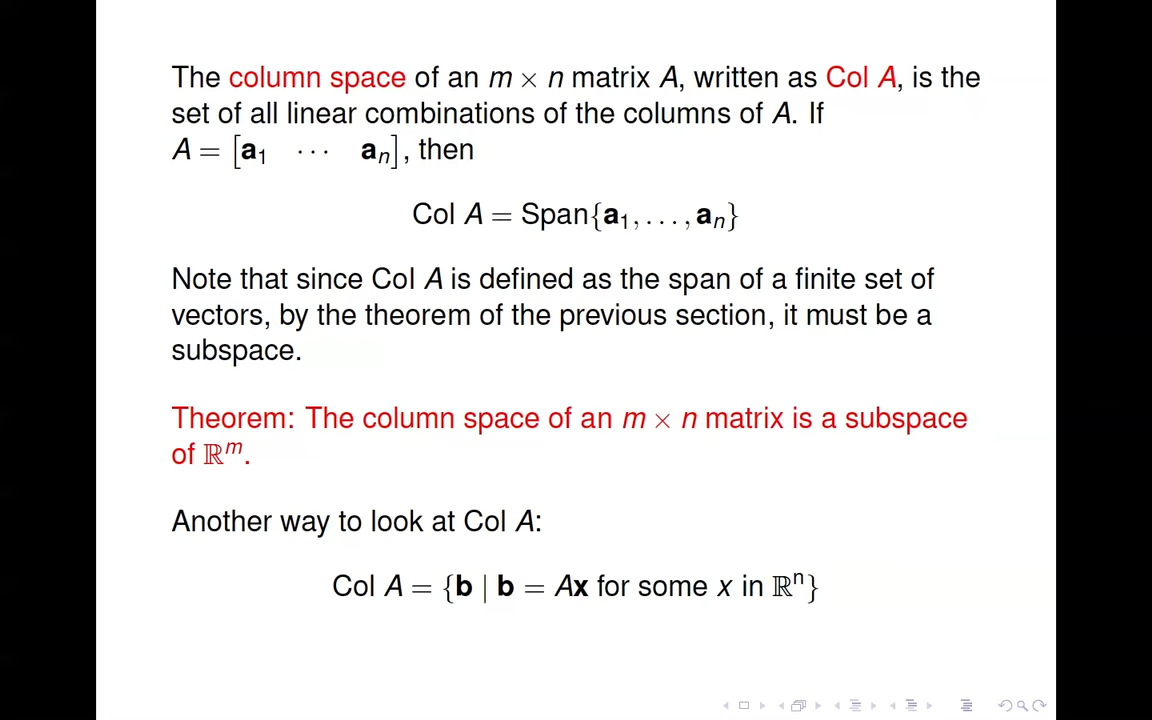 The column space of an m × n matrix A, written as Col A, is the
set of all linear combinations of the columns of A. If
A = [a₁ ⋯ aₙ], then
Col A = Span{a₁, . . . , aₙ}
Note that since Col A is defined as the span of a finite set of
vectors, by the theorem of the previous section, it must be a
subspace.
Theorem: The column space of an m × n matrix is a subspace
of ℝᵐ.
Another way to look at Col A:
Col A = {b | b = Ax for some x in ℝⁿ}